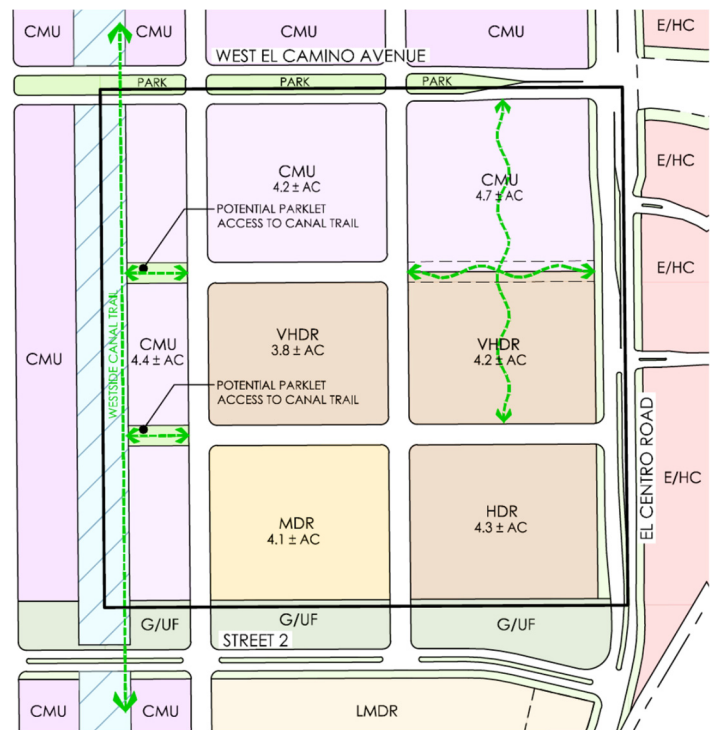 CMU
CMU
CMU
CMU
E/HC
WEST EL CAMINO AVENUE
PARK
PARK
PARK
CMU
4.2 ± AC
CMU
4.7 ± AC
E/HC
POTENTIAL PARKLET
ACCESS TO CANAL TRAIL
E/HC
WESTSIDE CANAL TRAIL
CMU
CMU
4.4 ± AC
VHDR
3.8 ± AC
VHDR
4.2 ± AC
POTENTIAL PARKLET
ACCESS TO CANAL TRAIL
EL CENTRO ROAD
E/HC
MDR
4.1 ± AC
HDR
4.3 ± AC
G/UF
G/UF
G/UF
STREET 2
CMU
CMU
LMDR